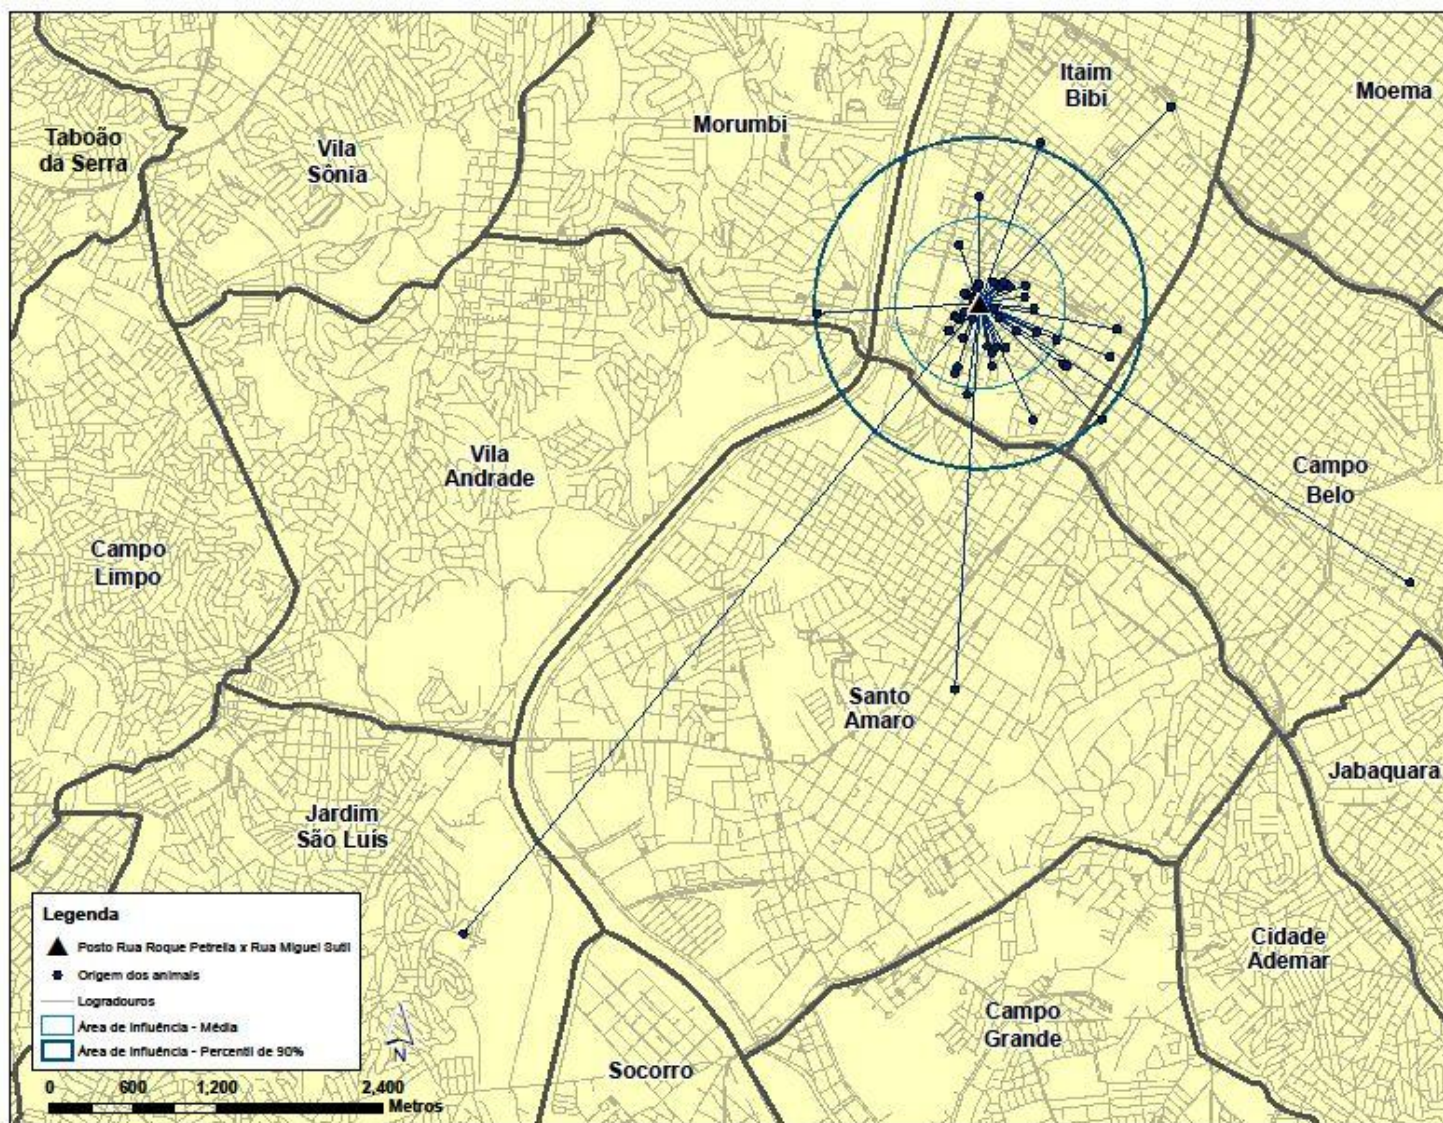 Itaim
Bibi
Moema
Morumbi
Taboão
da Serra
Vila
Sônia
Vila
Andrade
Campo
Belo
Campo
Limpo
Santo
Amaro
Jabaquara
Jardim
São Luís
Cidade
Ademar
Campo
Grande
Socorro
Legenda
Posto Rua Roque Petrella x Rua Miguel Sutil
Origem dos animais
Logradouros
Área de Influência - Média
Área de Influência - Percentil de 90%
N
0 600 1,200 2,400
Metros